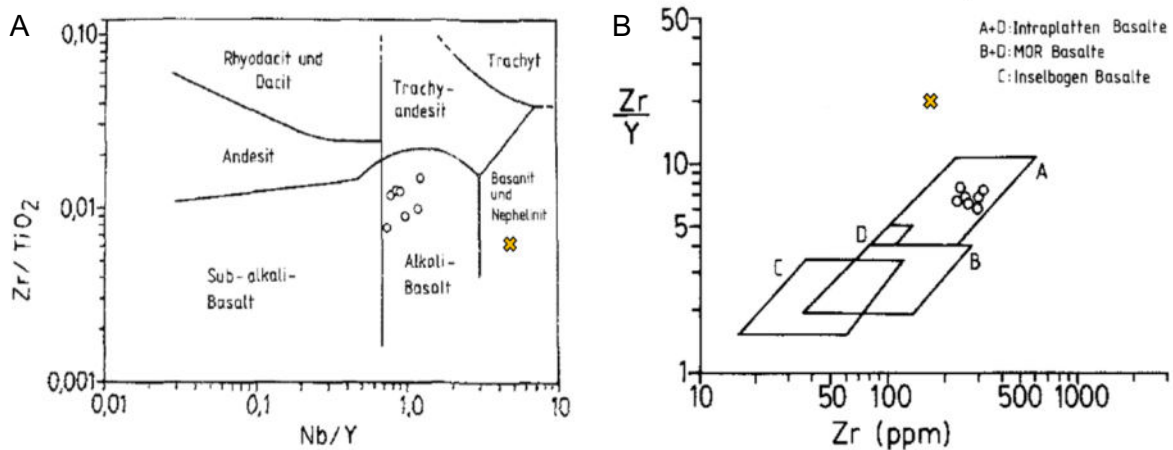 A
0,10
0,01
0,001
Zr/TiO₂
Rhyodacit und
Dacit
Trachy-
andesit
Trachyt
Andesit
Basanit
und
Nephelinit
Sub-alkali-
Basalt
Alkali-
Basalt
0,01
0,1
1,0
10
Nb/Y
B
50
10
5
1
Zr
Y
A+D:Intraplatten Basalte
B+D:MOR Basalte
C:Inselbogen Basalte
A
D
C
B
10
50
100
500
1000
Zr (ppm)